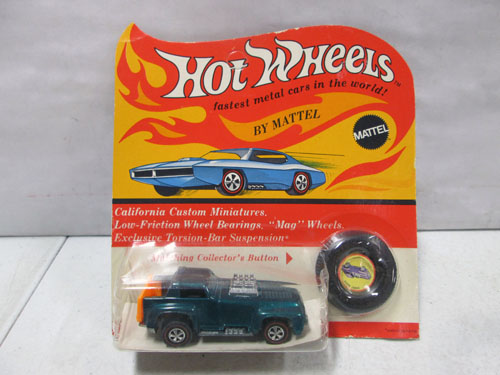 Hot Wheels
fastest metal cars in the world!
BY MATTEL
MATTEL
California Custom Miniatures.
Low-Friction Wheel Bearings. "Mag" Wheels.
Exclusive Torsion-Bar Suspension
Matching Collector's Button